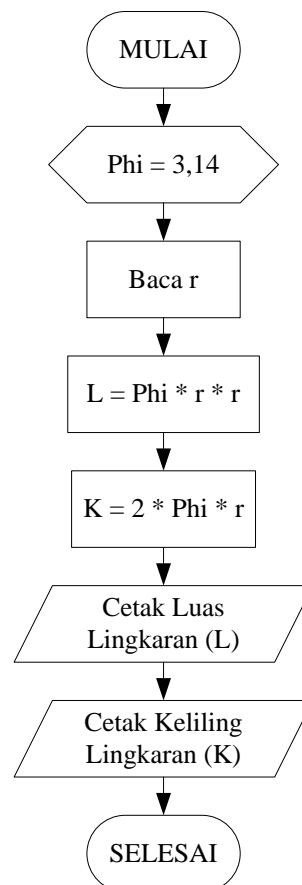 MULAI
Phi = 3,14
Baca r
L = Phi * r * r
K = 2 * Phi * r
Cetak Luas
Lingkaran (L)
Cetak Keliling
Lingkaran (K)
SELESAI